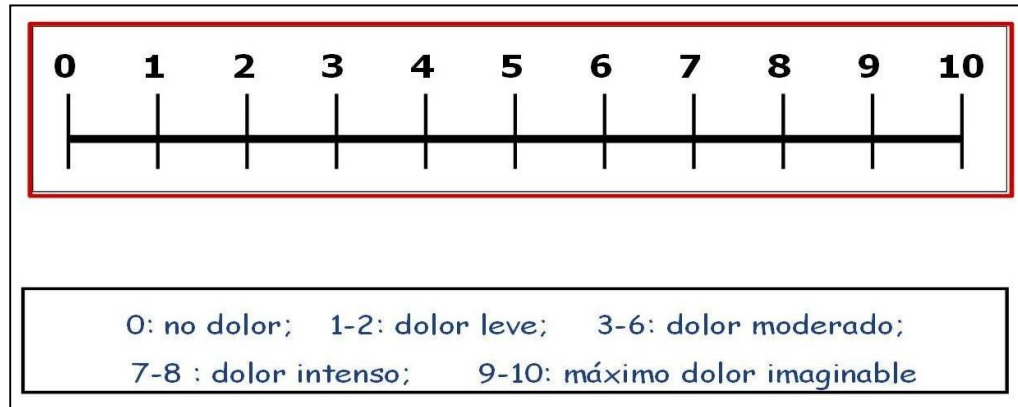 0 1 2 3 4 5 6 7 8 9 10
0: no dolor; 1-2: dolor leve; 3-6: dolor moderado;
7-8 : dolor intenso; 9-10: máximo dolor imaginable